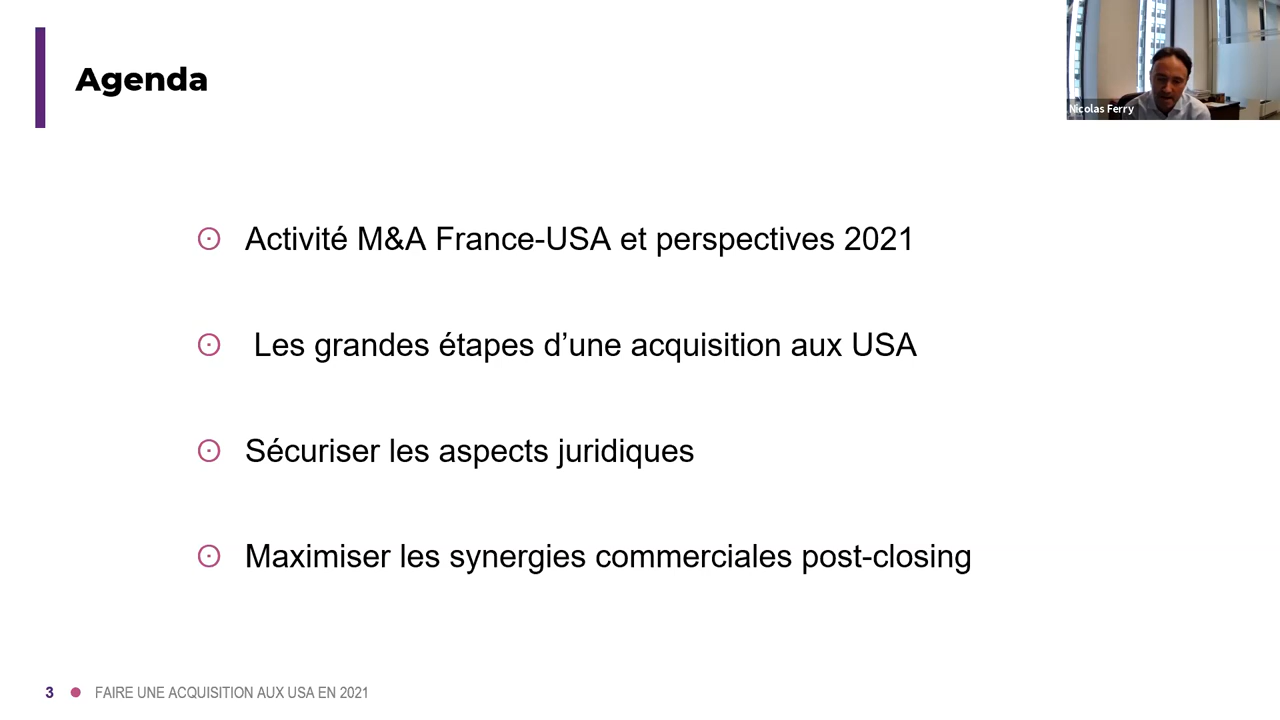 Agenda
Nicolas Ferry
Activité M&A France-USA et perspectives 2021
Les grandes étapes d’une acquisition aux USA
Sécuriser les aspects juridiques
Maximiser les synergies commerciales post-closing
3 FAIRE UNE ACQUISITION AUX USA EN 2021